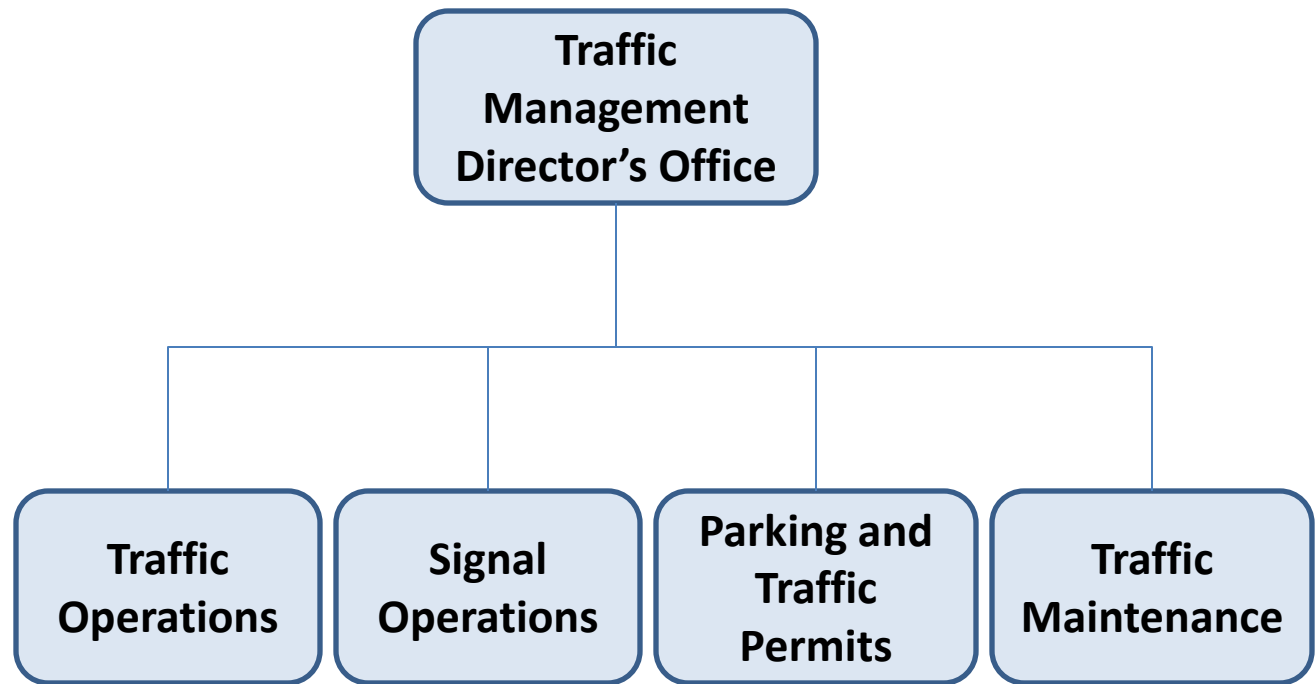 Traffic
Management
Director’s Office
Traffic
Operations
Signal
Operations
Parking and
Traffic
Permits
Traffic
Maintenance